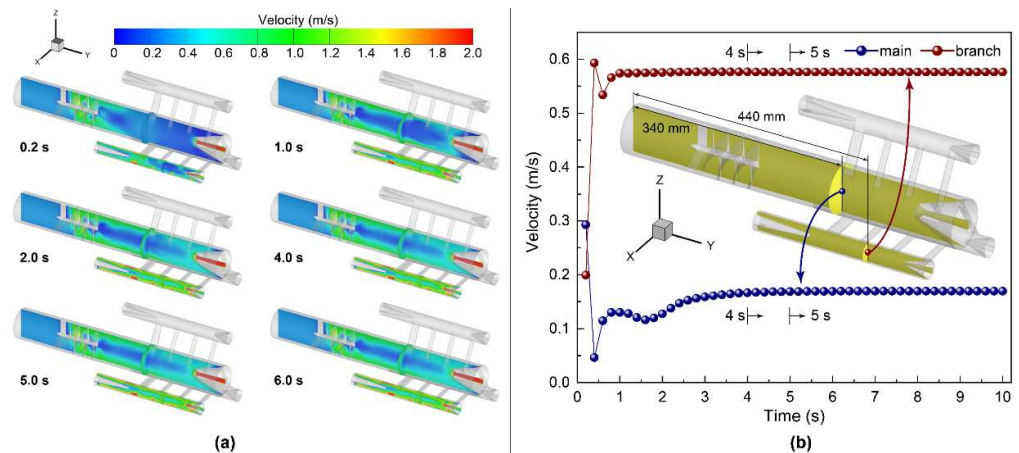 Velocity (m/s)
0 0.2 0.4 0.6 0.8 1.0 1.2 1.4 1.6 1.8 2.0
Z
X
Y
0.2 s
1.0 s
2.0 s
4.0 s
5.0 s
6.0 s
(a)
main
branch
4 s
5 s
440 mm
340 mm
Z
X
Y
4 s
5 s
Velocity (m/s)
0.6
0.5
0.4
0.3
0.2
0.1
0.0
0 1 2 3 4 5 6 7 8 9 10
Time (s)
(b)